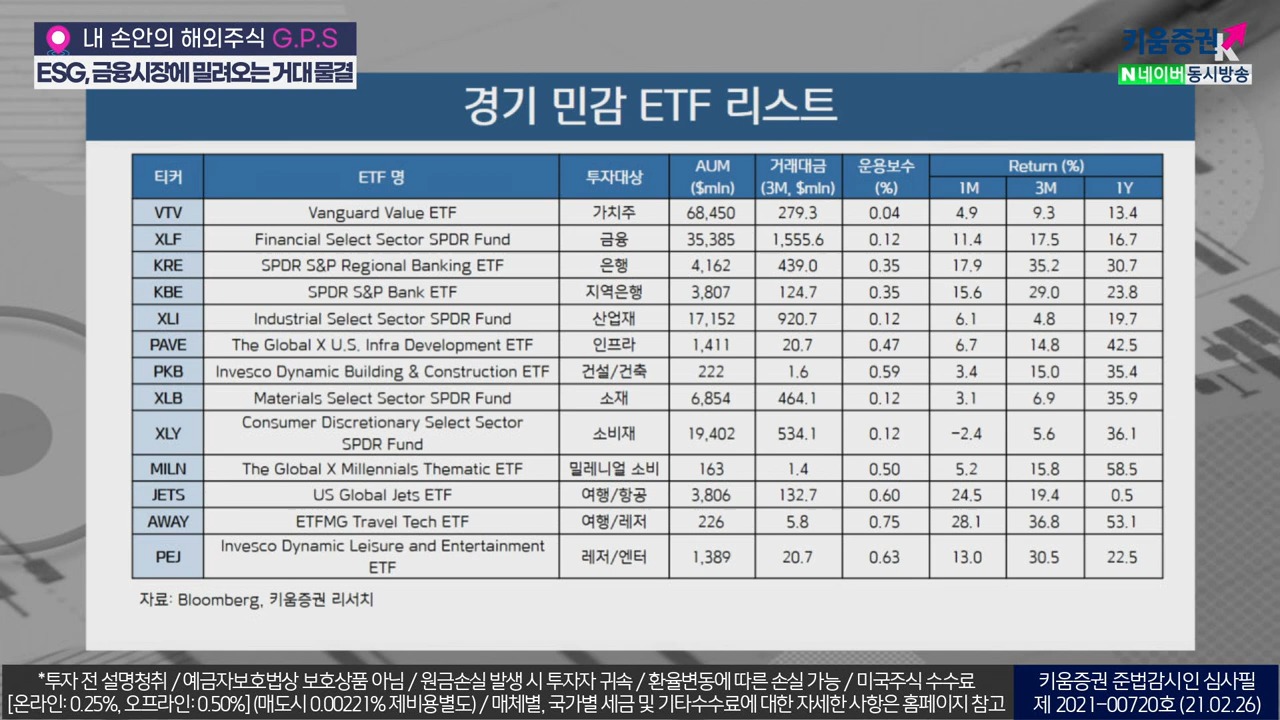 내 손안의 해외주식 G.P.S
ESG, 금융시장에 밀려오는 거대 물결
키움증권
N 네이버 동시방송
경기 민감 ETF 리스트
티커 ETF 명 투자대상 AUM ($mln) 거래대금 (3M, $mln) 운용보수 (%) Return (%)
1M 3M 1Y
VTV Vanguard Value ETF 가치주 68,450 279.3 0.04 4.9 9.3 13.4
XLF Financial Select Sector SPDR Fund 금융 35,385 1,555.6 0.12 11.4 17.5 16.7
KRE SPDR S&P Regional Banking ETF 은행 4,162 439.0 0.35 17.9 35.2 30.7
KBE SPDR S&P Bank ETF 지역은행 3,807 124.7 0.35 15.6 29.0 23.8
XLI Industrial Select Sector SPDR Fund 산업재 17,152 920.7 0.12 6.1 4.8 19.7
PAVE The Global X U.S. Infra Development ETF 인프라 1,411 20.7 0.47 6.7 14.8 42.5
PKB Invesco Dynamic Building & Construction ETF 건설/건축 222 1.6 0.59 3.4 15.0 35.4
XLB Materials Select Sector SPDR Fund 소재 6,854 464.1 0.12 3.1 6.9 35.9
XLY Consumer Discretionary Select Sector SPDR Fund 소비재 19,402 534.1 0.12 -2.4 5.6 36.1
MILN The Global X Millennials Thematic ETF 밀레니얼 소비 163 1.4 0.50 5.2 15.8 58.5
JETS US Global Jets ETF 여행/항공 3,806 132.7 0.60 24.5 19.4 0.5
AWAY ETFMG Travel Tech ETF 여행/레저 226 5.8 0.75 28.1 36.8 53.1
PEJ Invesco Dynamic Leisure and Entertainment ETF 레저/엔터 1,389 20.7 0.63 13.0 30.5 22.5
자료: Bloomberg, 키움증권 리서치
*투자 전 설명청취 / 예금자보호법상 보호상품 아님 / 원금손실 발생 시 투자자 귀속 / 환율변동에 따른 손실 가능 / 미국주식 수수료
[온라인: 0.25%, 오프라인: 0.50%] (매도시 0.00221% 제비용별도) / 매체별, 국가별 세금 및 기타수수료에 대한 자세한 사항은 홈페이지 참고
키움증권 준법감시인 심사필
제 2021-00720호 (21.02.26)